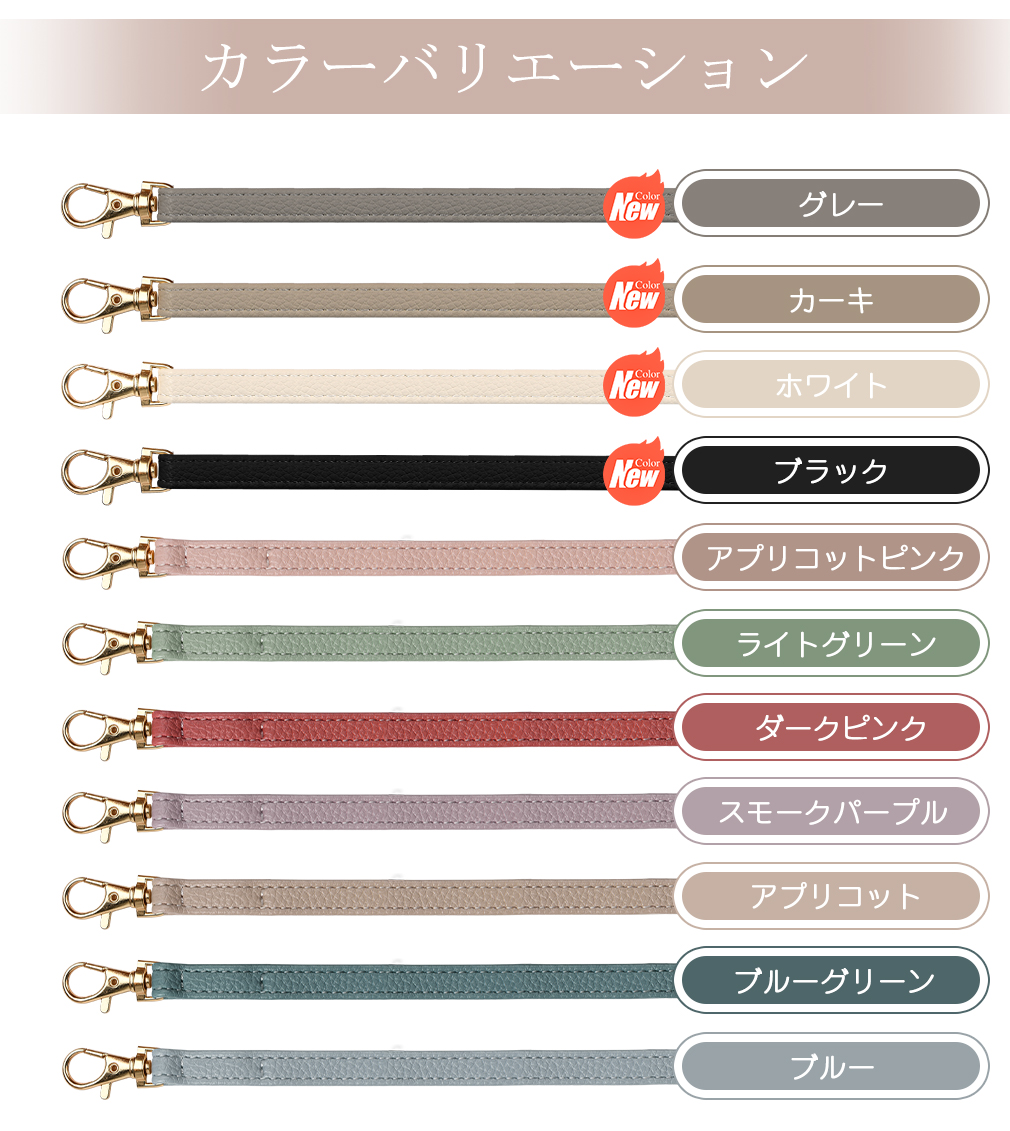 カラーバリエーション
Color
New
グレー
Color
New
カーキ
Color
New
ホワイト
Color
New
ブラック
アプリコットピンク
ライトグリーン
ダークピンク
スモークパープル
アプリコット
ブルーグリーン
ブルー